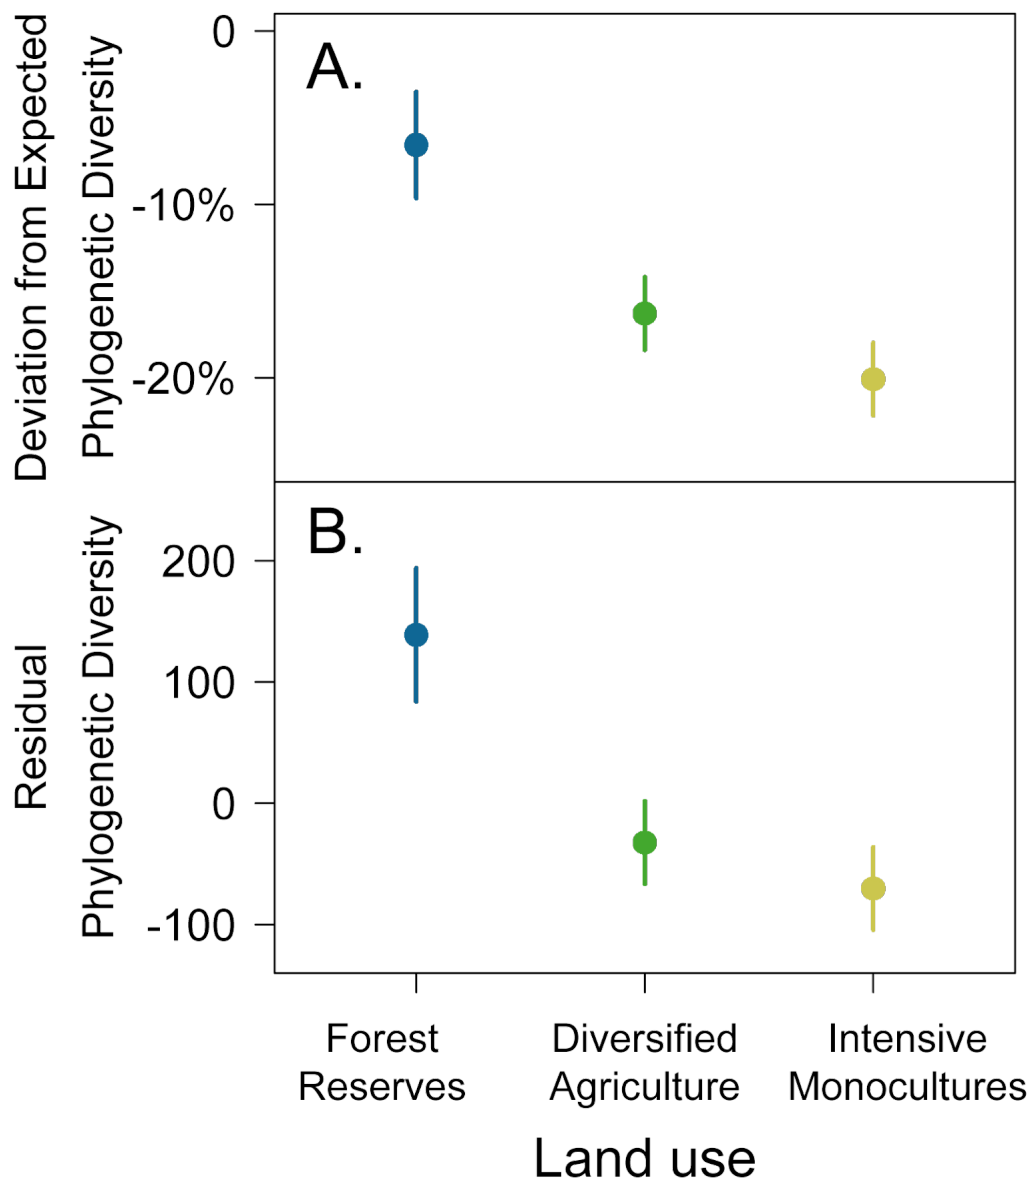 Deviation from Expected
Phylogenetic Diversity
0
-10%
-20%
A.
Residual
Phylogenetic Diversity
200
100
0
-100
B.
Forest
Reserves
Diversified
Agriculture
Intensive
Monocultures
Land use